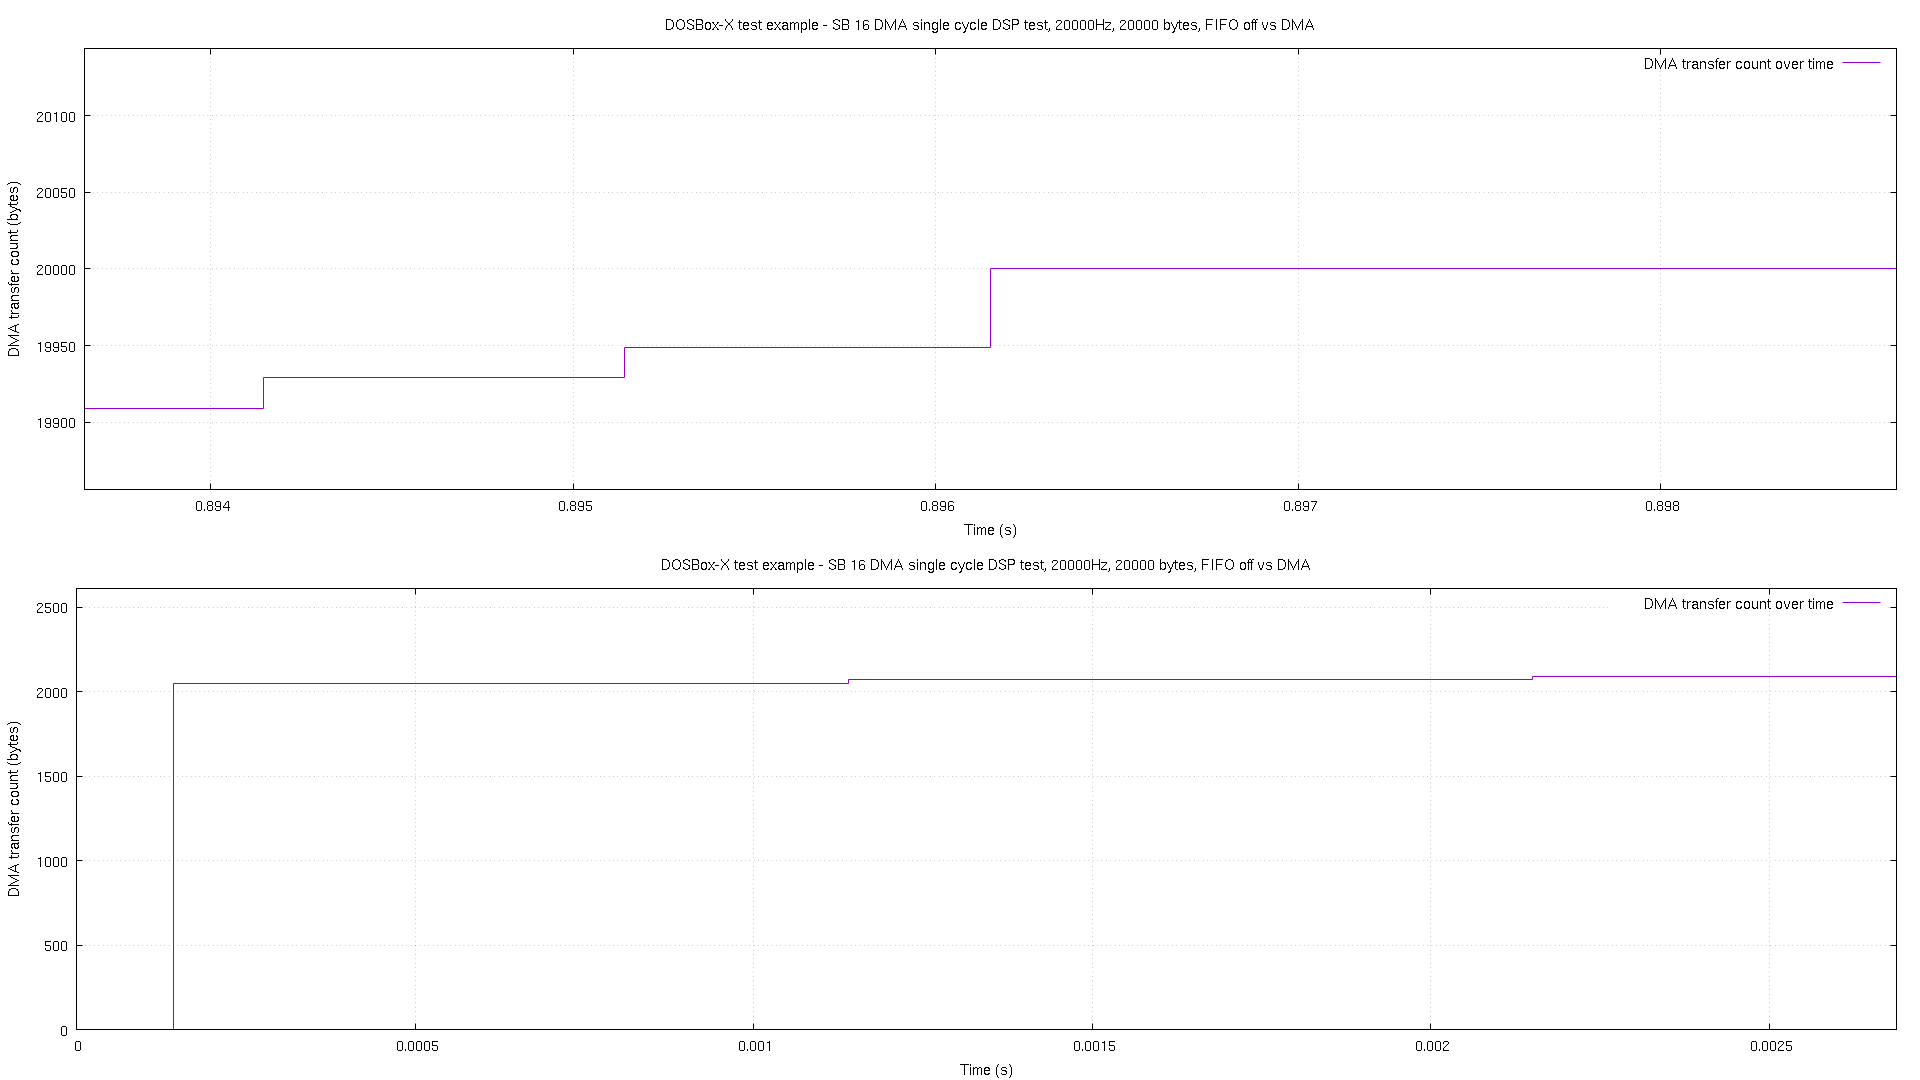 DOSBox-X test example - SB 16 DMA single cycle DSP test, 20000Hz, 20000 bytes, FIFO off vs DMA
DMA transfer count over time
DMA transfer count (bytes)
20100
20050
20000
19950
19900
0.894 0.895 0.896 0.897 0.898
Time (s)
DOSBox-X test example - SB 16 DMA single cycle DSP test, 20000Hz, 20000 bytes, FIFO off vs DMA
DMA transfer count over time
DMA transfer count (bytes)
2500
2000
1500
1000
500
0
0 0.0005 0.001 0.0015 0.002 0.0025
Time (s)